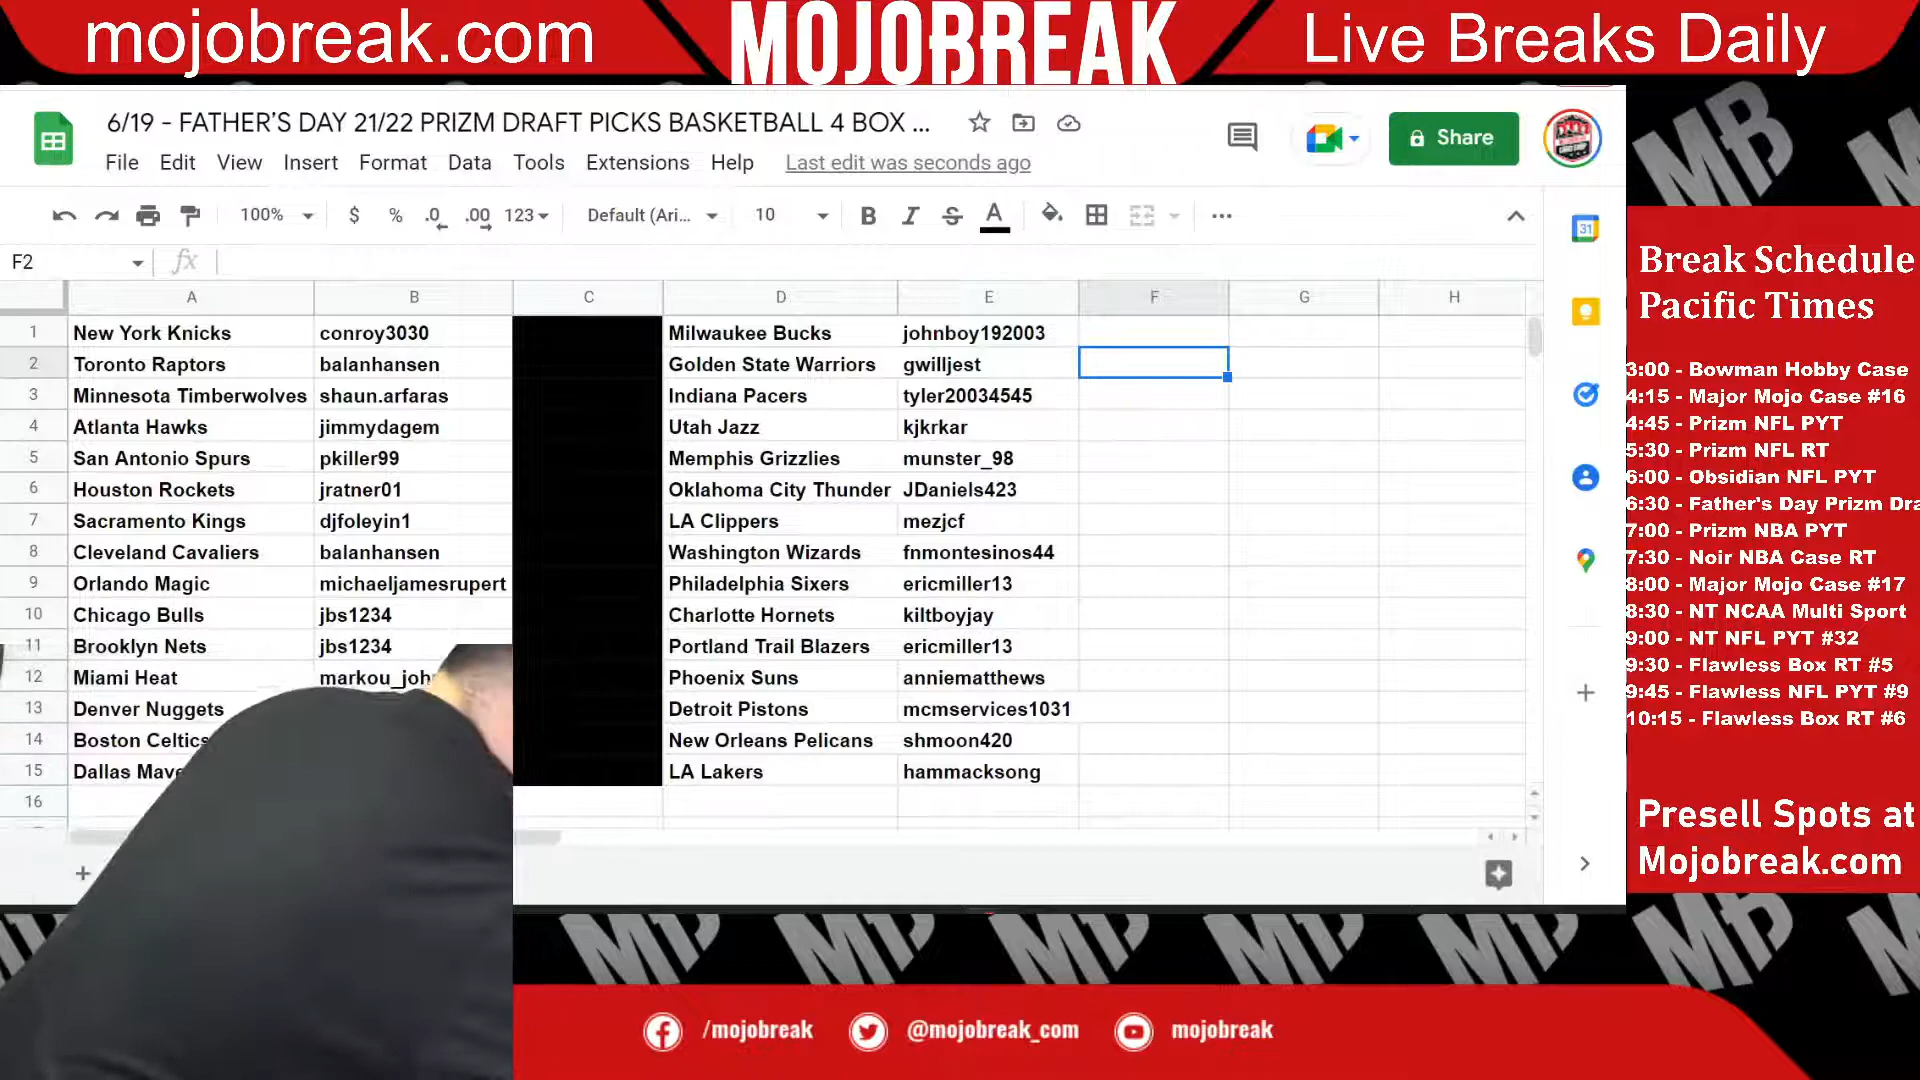 mojobreak.com
MOJOBREAK
Live Breaks Daily
6/19 - FATHER'S DAY 21/22 PRIZM DRAFT PICKS BASKETBALL 4 BOX ...
Share
File Edit View Insert Format Data Tools Extensions Help Last edit was seconds ago
100% $ % .0 .00 123 Default (Ari... 10 B I S A ...
F2 fx
A B C D E F G H
1 New York Knicks conroy3030 Milwaukee Bucks johnboy192003
2 Toronto Raptors balanhansen Golden State Warriors gwilljest
3 Minnesota Timberwolves shaun.arfaras Indiana Pacers tyler20034545
4 Atlanta Hawks jimmydagem Utah Jazz kjkrkar
5 San Antonio Spurs pkiller99 Memphis Grizzlies munster_98
6 Houston Rockets jratner01 Oklahoma City Thunder JDaniels423
7 Sacramento Kings djfoleyin1 LA Clippers mezjcf
8 Cleveland Cavaliers balanhansen Washington Wizards fnmontesinos44
9 Orlando Magic michaeljamesrupert Philadelphia Sixers ericmiller13
10 Chicago Bulls jbs1234 Charlotte Hornets kiltboyjay
11 Brooklyn Nets jbs1234 Portland Trail Blazers ericmiller13
12 Miami Heat Phoenix Suns anniematthews
13 Denver Nuggets Detroit Pistons mcmservices1031
14 Boston Celtics New Orleans Pelicans shmoon420
15 Dallas LA Lakers hammacksong
16
31
Break Schedule
Pacific Times
3:00 - Bowman Hobby Case
4:15 - Major Mojo Case #16
4:45 - Prizm NFL PYT
5:30 - Prizm NFL RT
6:00 - Obsidian NFL PYT
6:30 - Father's Day Prizm Dra
7:00 - Prizm NBA PYT
7:30 - Noir NBA Case RT
8:00 - Major Mojo Case #17
8:30 - NT NCAA Multi Sport
9:00 - NT NFL PYT #32
9:30 - Flawless Box RT #5
9:45 - Flawless NFL PYT #9
10:15 - Flawless Box RT #6
Presell Spots at
Mojobreak.com
/mojobreak @mojobreak_com mojobreak